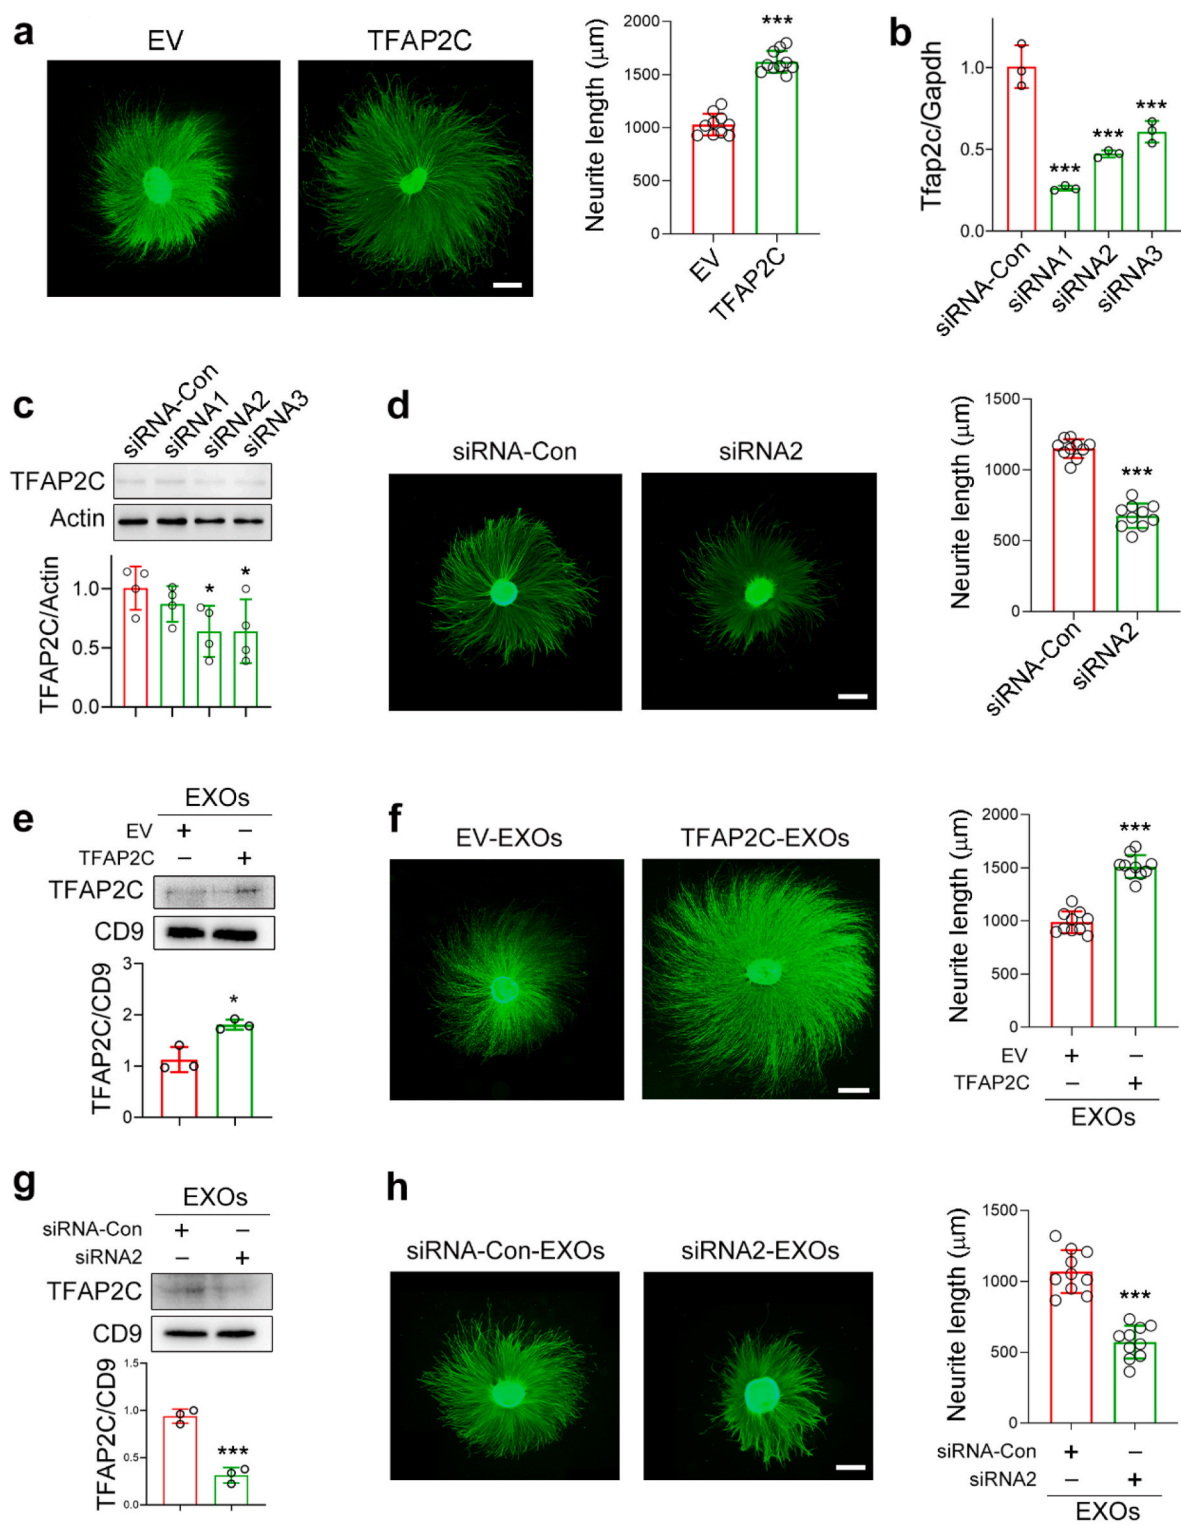 a
EV
TFAP2C
Neurite length (μm)
2000
1500
1000
500
0
***
EV
TFAP2C
b
Tfap2c/Gapdh
1.0
0.5
0.0
***
***
***
siRNA-Con
siRNA1
siRNA2
siRNA3
c
siRNA-Con
siRNA1
siRNA2
siRNA3
TFAP2C
Actin
TFAP2C/Actin
1.0
0.5
0.0
*
*
d
siRNA-Con
siRNA2
Neurite length (μm)
1500
1000
500
0
***
siRNA-Con
siRNA2
e
EXOs
EV + −
TFAP2C − +
TFAP2C
CD9
TFAP2C/CD9
3
2
1
0
*
f
EV-EXOs
TFAP2C-EXOs
Neurite length (μm)
2000
1500
1000
500
0
***
EV + −
TFAP2C − +
EXOs
g
EXOs
siRNA-Con + −
siRNA2 − +
TFAP2C
CD9
TFAP2C/CD9
1.5
1.0
0.5
0.0
***
h
siRNA-Con-EXOs
siRNA2-EXOs
Neurite length (μm)
1500
1000
500
0
***
siRNA-Con + −
siRNA2 − +
EXOs